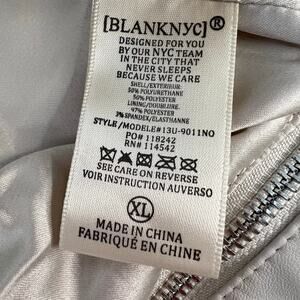 [BLANKNYC]®
DESIGNED FOR YOU
BY OUR NYC TEAM
IN THE CITY THAT
NEVER SLEEPS
BECAUSE WE CARE
SHELL/EXTERIEUR:
50% POLYURETHANE
50% POLYESTER
LINING/DOUBLURE:
97% POLYESTER
3% SPANDEX/ELASTHANNE
STYLE/MODELE#13U-9011NO
PO# 118242
RN# 114542
SEE REVERSE CARE
VOIR INSTRUCTION AUVERSO
XL
MADE IN CHINA
FABRIQUÉ EN CHINE